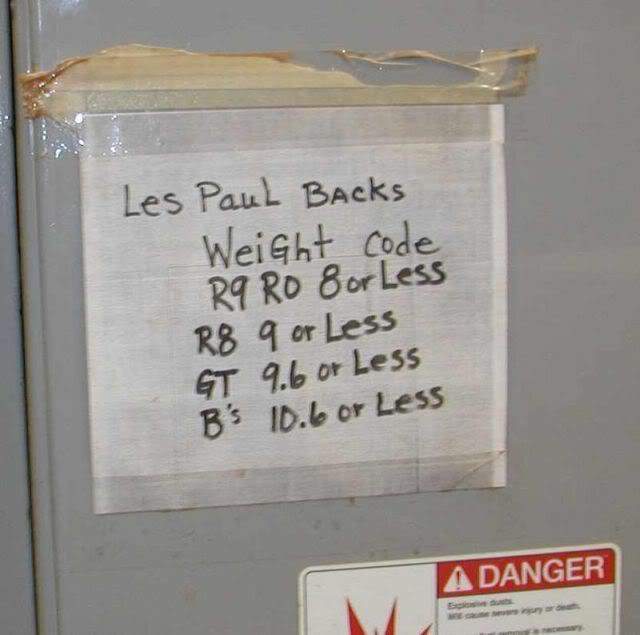 Les Paul Backs
Weight Code
R9 RO 8 or Less
R8 9 or Less
GT 9.6 or Less
B's 10.6 or Less
DANGER
Explosive dusts.
Will cause severe injury or death.